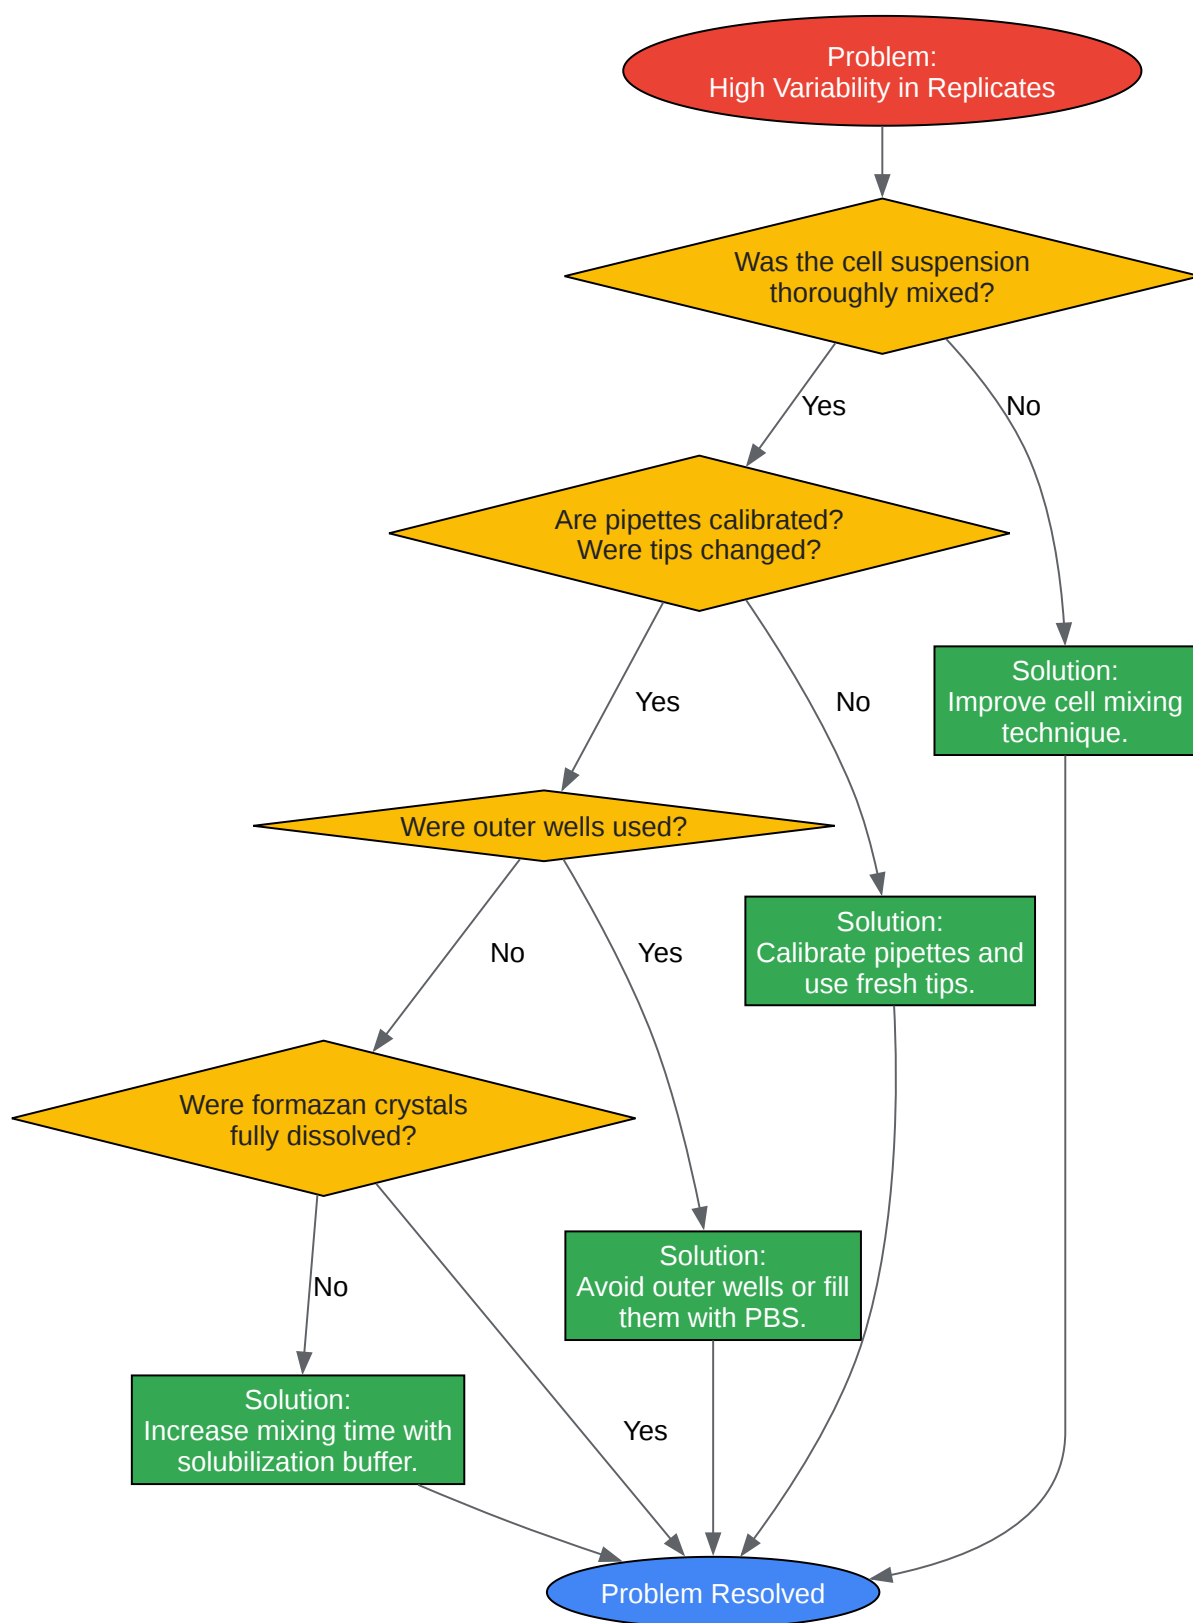 Problem:
High Variability in Replicates
Was the cell suspension
thoroughly mixed?
Yes
No
Are pipettes calibrated?
Were tips changed?
Solution:
Improve cell mixing
technique.
Yes
No
Were outer wells used?
Solution:
Calibrate pipettes and
use fresh tips.
No
Yes
Were formazan crystals
fully dissolved?
Solution:
Avoid outer wells or fill
them with PBS.
No
Solution:
Increase mixing time with
solubilization buffer.
Yes
Problem Resolved